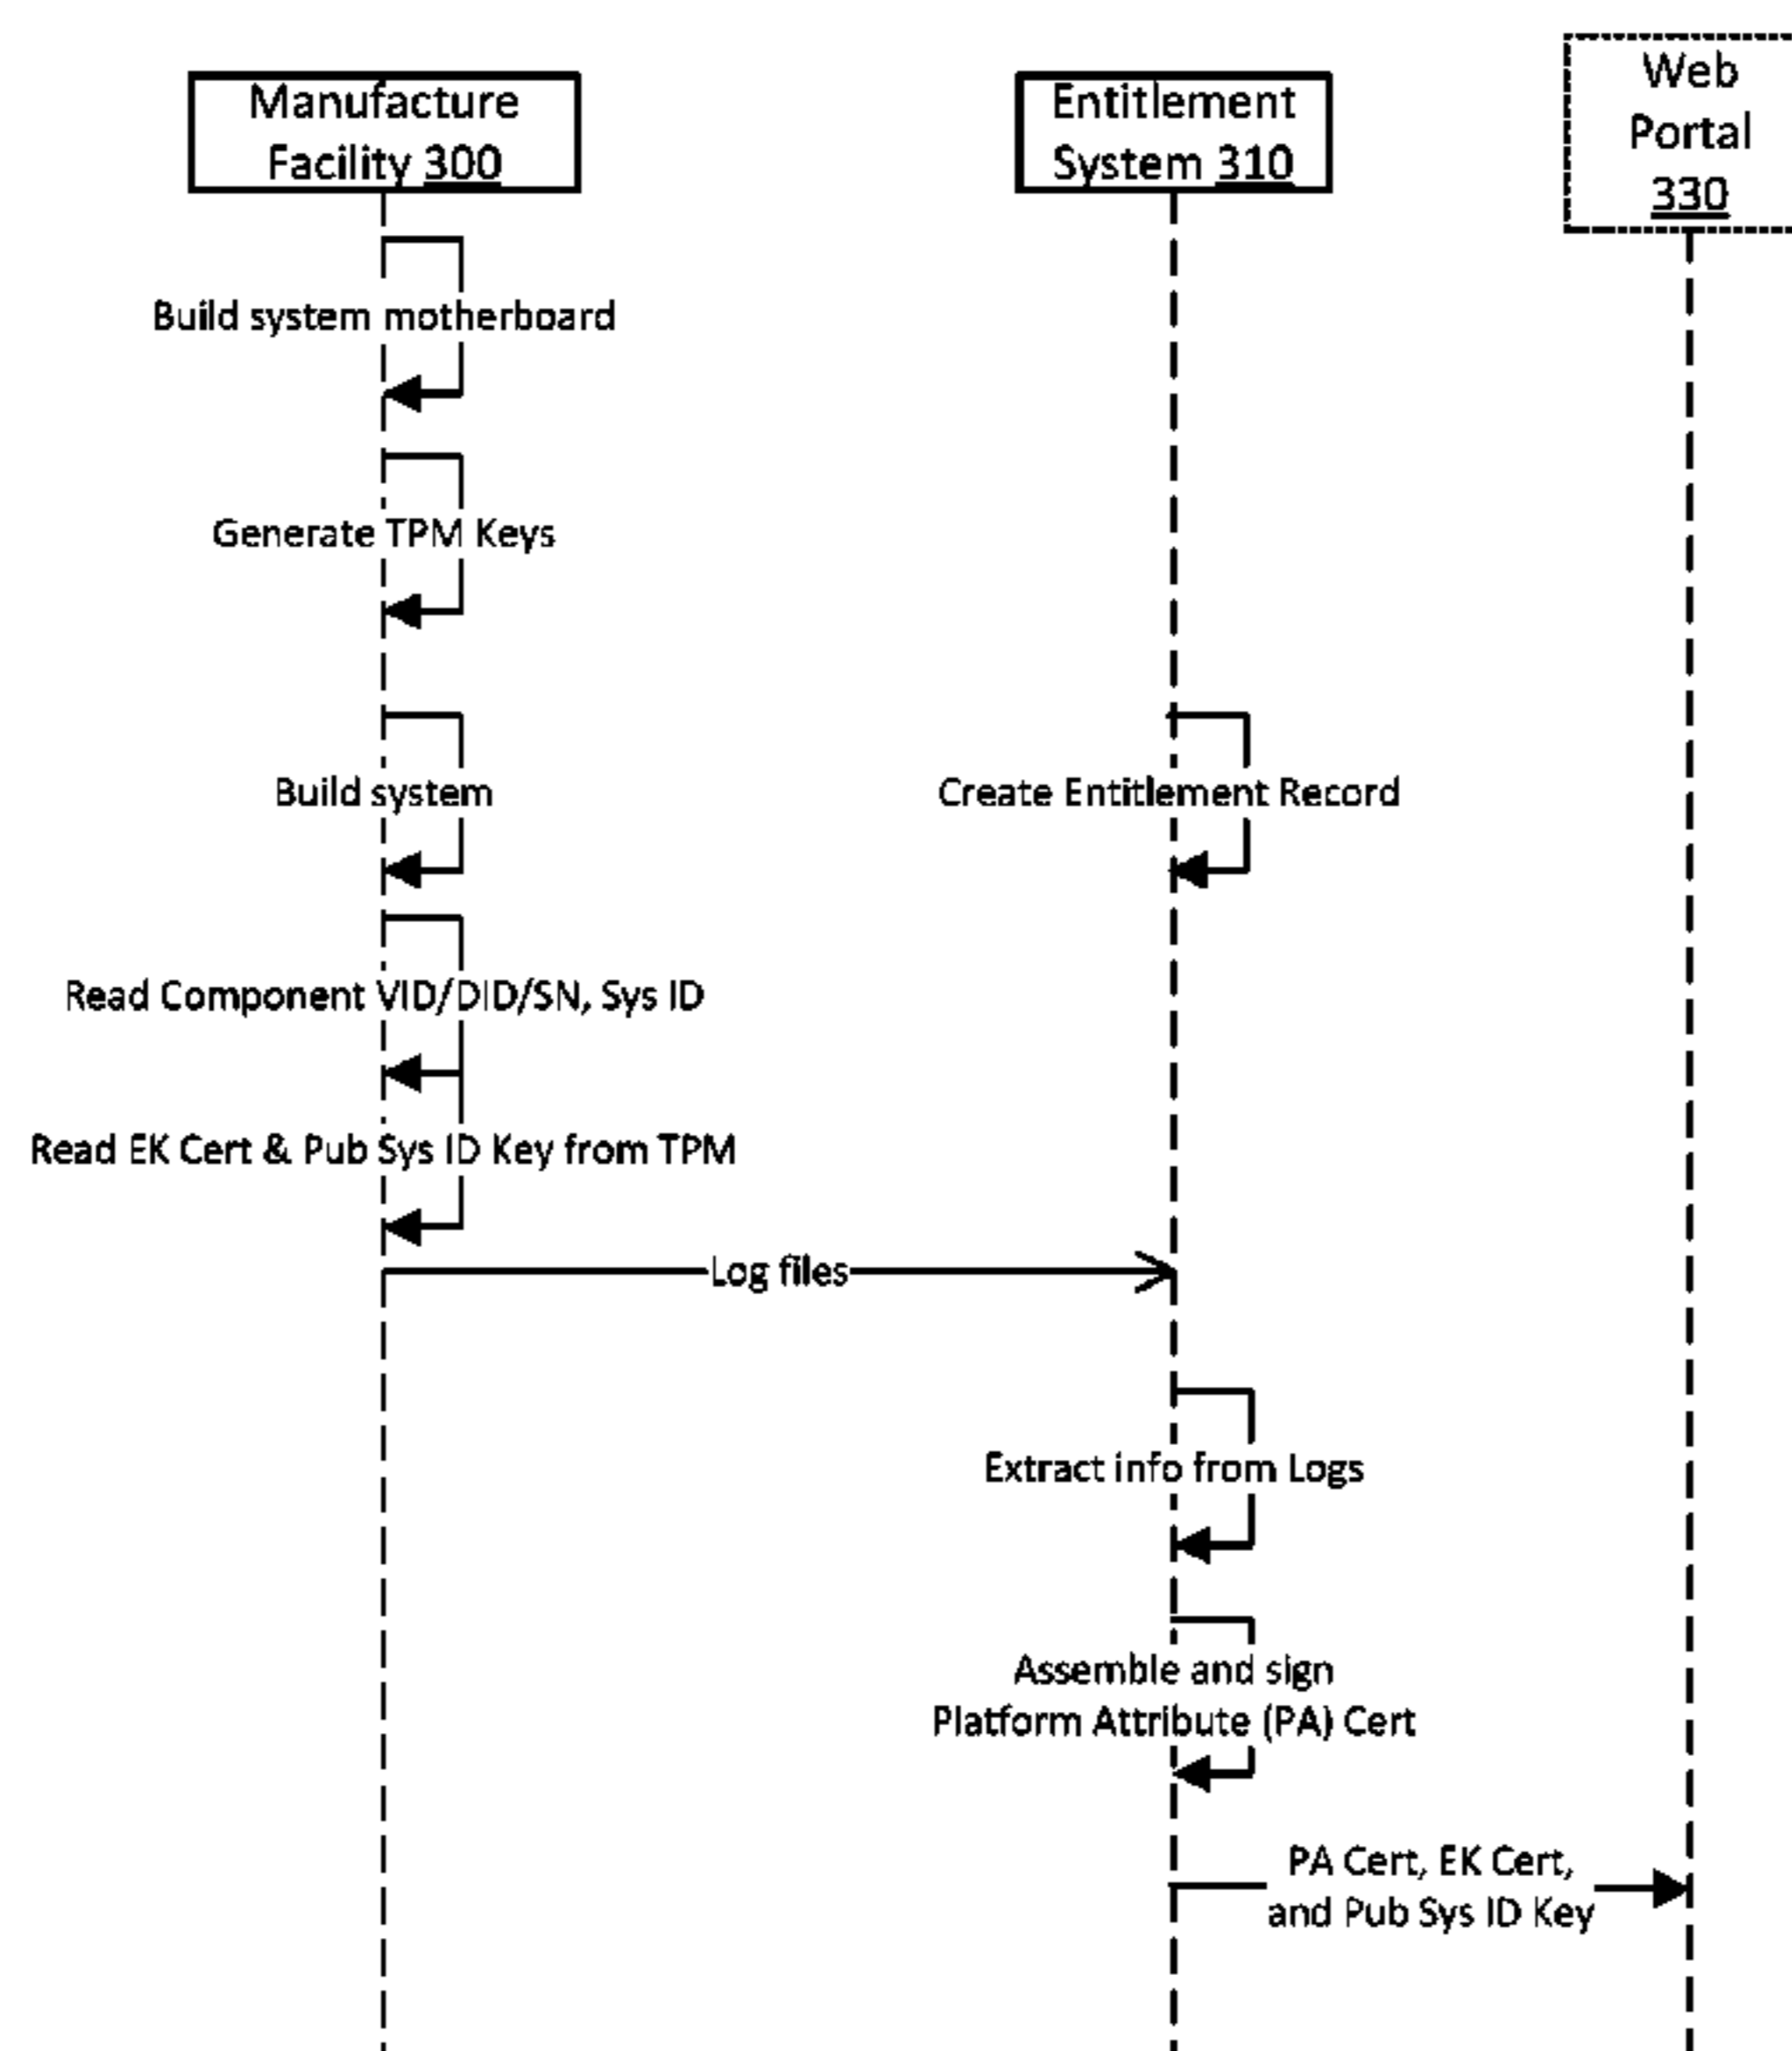 Manufacture
Facility 300
Entitlement
System 310
Web
Portal
330
Build system motherboard
Generate TPM Keys
Build system
Create Entitlement Record
Read Component VID/DID/SN, Sys ID
Read EK Cert & Pub Sys ID Key from TPM
Log files
Extract info from Logs
Assemble and sign
Platform Attribute (PA) Cert
PA Cert, EK Cert,
and Pub Sys ID Key